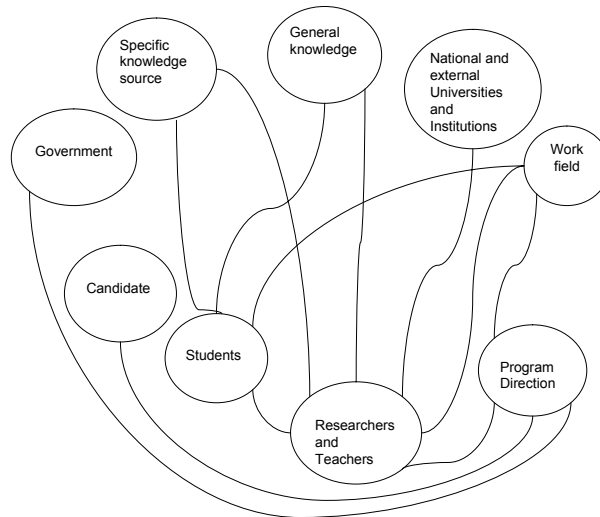 Specific
knowledge
source
General
knowledge
National and
external
Universities
and
Institutions
Government
Work
field
Candidate
Students
Program
Direction
Researchers
and
Teachers